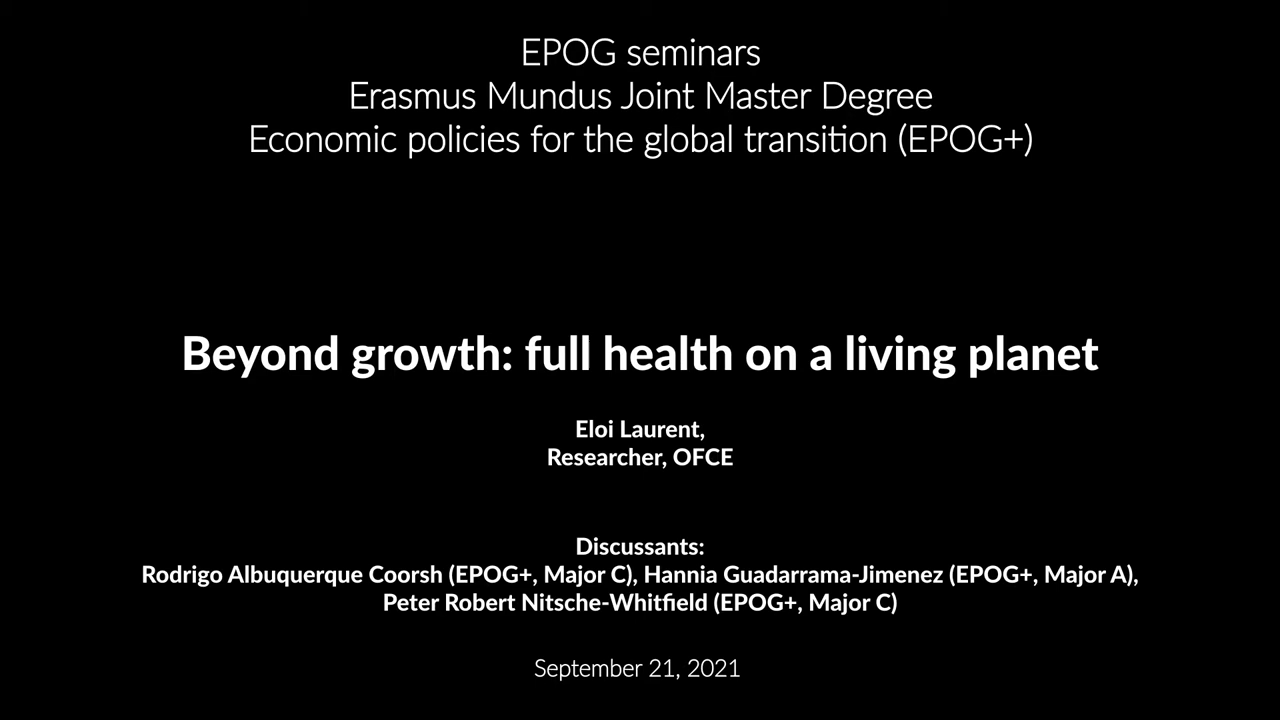 EPOG seminars
Erasmus Mundus Joint Master Degree
Economic policies for the global transition (EPOG+)
Beyond growth: full health on a living planet
Eloi Laurent,
Researcher, OFCE
Discussants:
Rodrigo Albuquerque Coorsh (EPOG+, Major C), Hannia Guadarrama-Jimenez (EPOG+, Major A),
Peter Robert Nitsche-Whitfield (EPOG+, Major C)
September 21, 2021